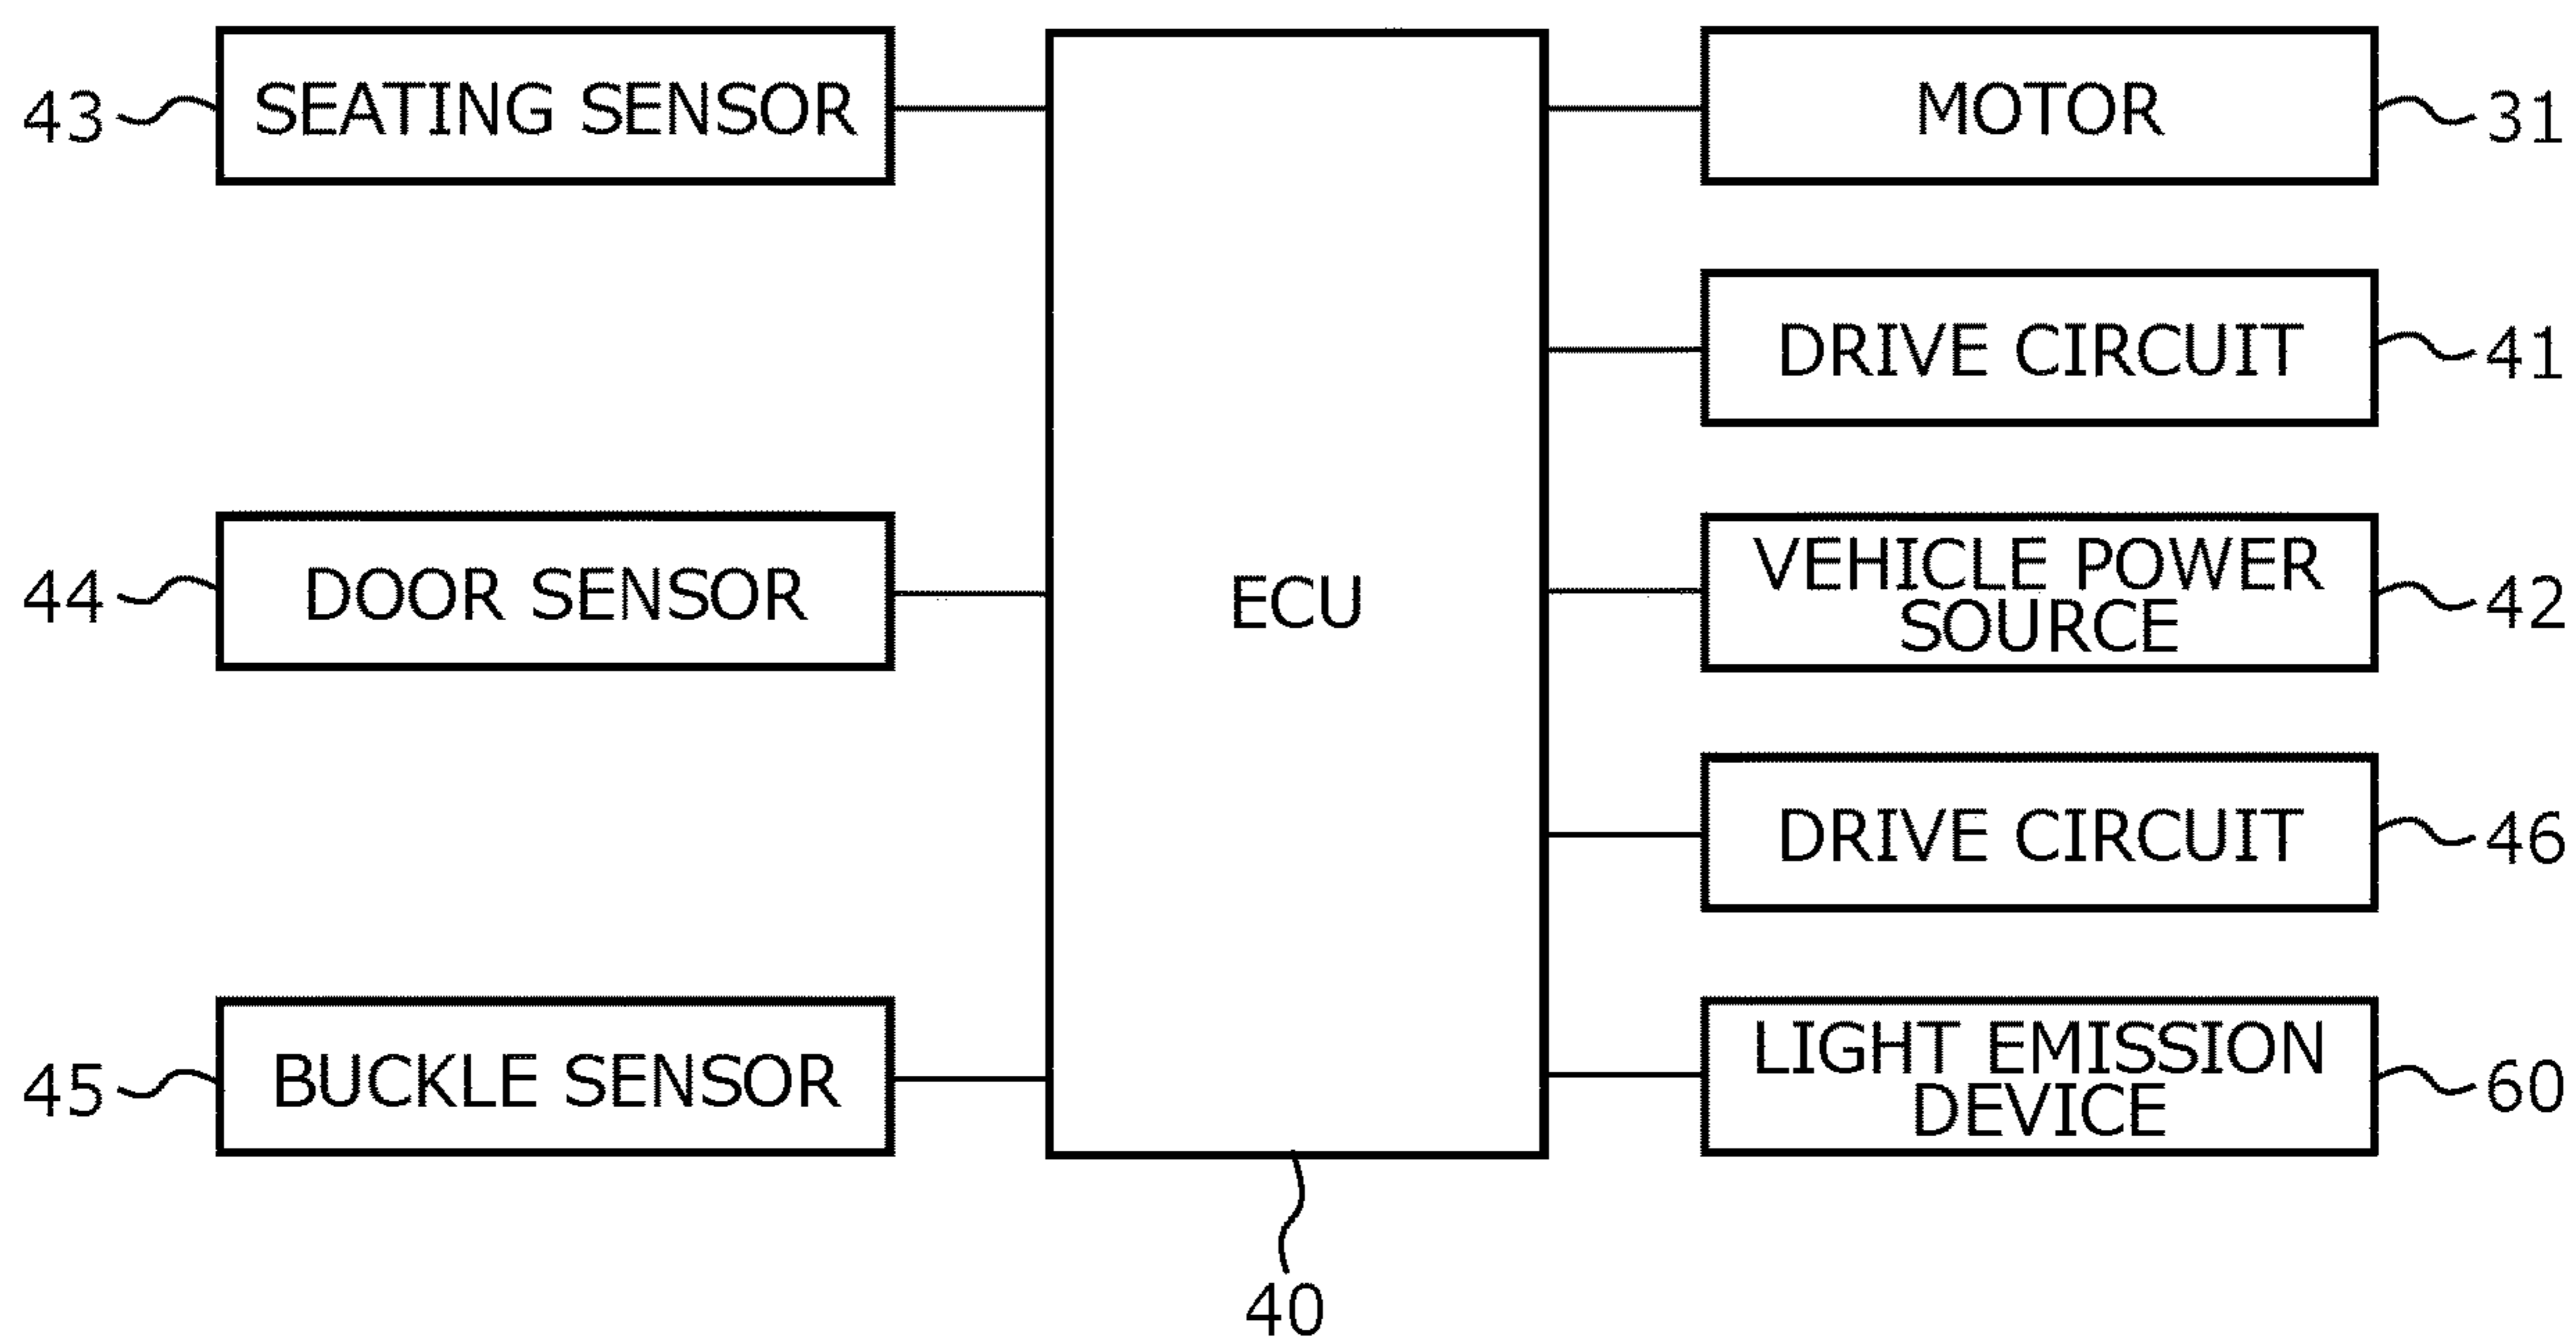 43 SEATING SENSOR
MOTOR 31
DRIVE CIRCUIT 41
44 DOOR SENSOR
ECU
VEHICLE POWER
SOURCE
42
DRIVE CIRCUIT 46
45 BUCKLE SENSOR
LIGHT EMISSION
DEVICE
60
40